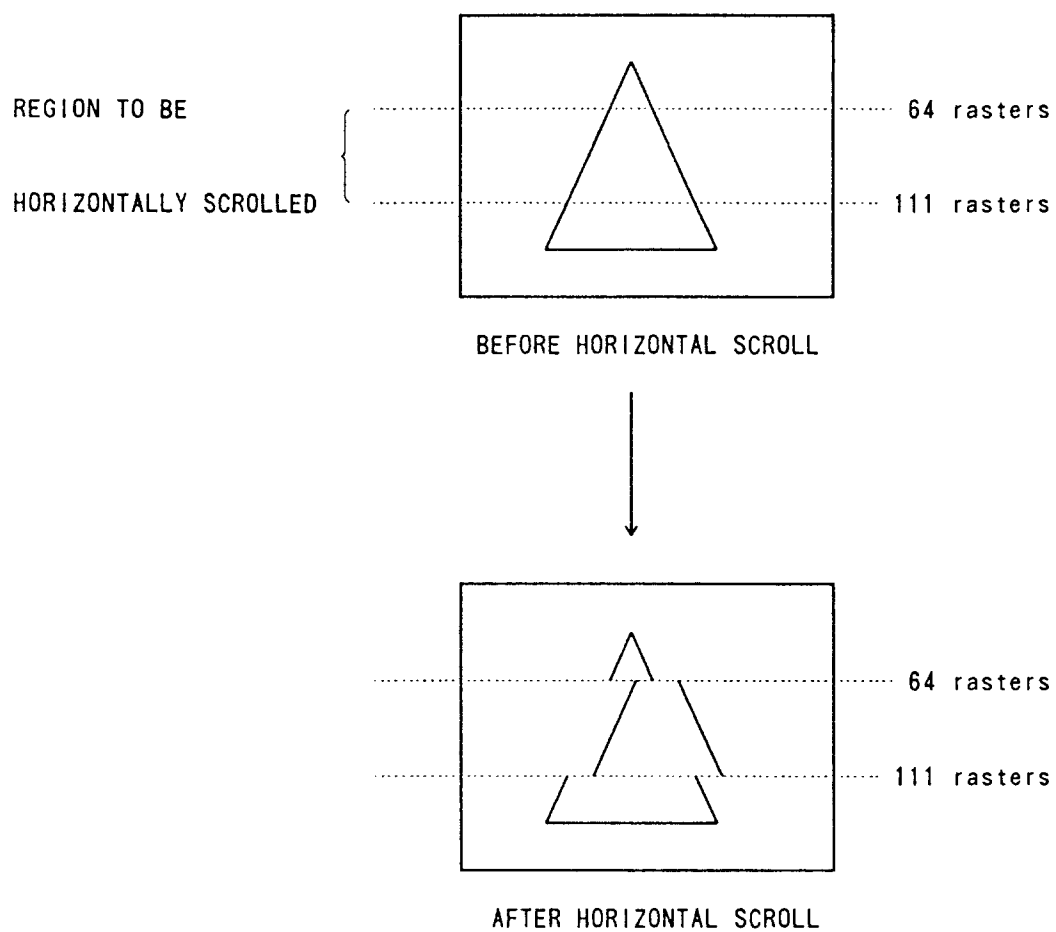 REGION TO BE
64 rasters
HORIZONTALLY SCROLLED
111 rasters
BEFORE HORIZONTAL SCROLL
64 rasters
111 rasters
AFTER HORIZONTAL SCROLL